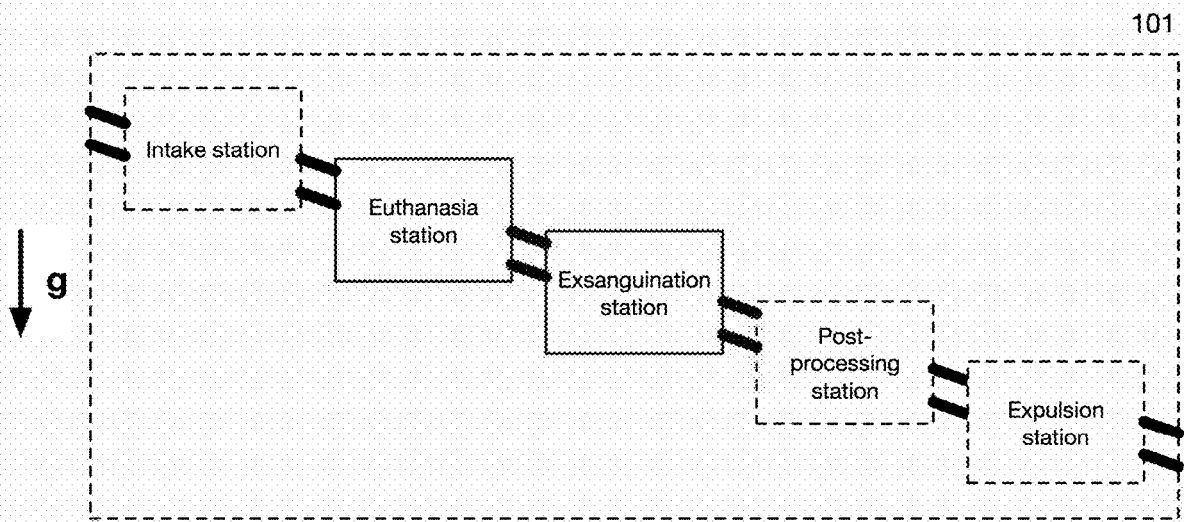 101
Intake station
g
Euthanasia
station
Exsanguination
station
Post-
processing
station
Expulsion
station